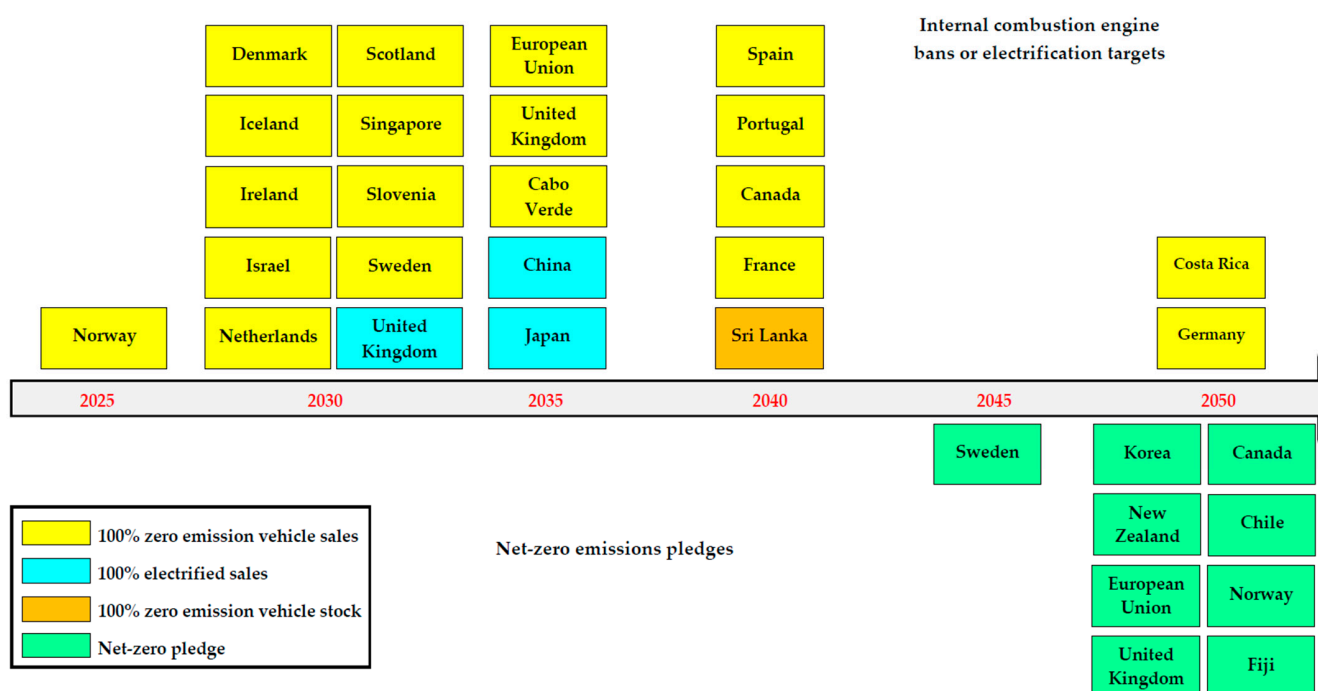 Internal combustion engine
bans or electrification targets
Denmark
Scotland
European
Union
Spain
Iceland
Singapore
United
Kingdom
Portugal
Ireland
Slovenia
Cabo
Verde
Canada
Israel
Sweden
China
France
Costa Rica
Norway
Netherlands
United
Kingdom
Japan
Sri Lanka
Germany
2025
2030
2035
2040
2045
2050
Sweden
Korea
Canada
New
Zealand
Chile
European
Union
Norway
United
Kingdom
Fiji
Net-zero emissions pledges
100% zero emission vehicle sales
100% electrified sales
100% zero emission vehicle stock
Net-zero pledge